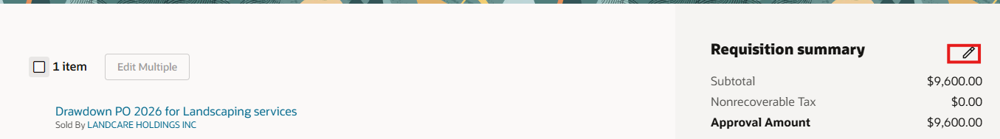 1 item
Edit Multiple
Drawdown PO 2026 for Landscaping services
Sold By LANDCARE HOLDINGS INC
Requisition summary
Subtotal $9,600.00
Nonrecoverable Tax $0.00
Approval Amount $9,600.00